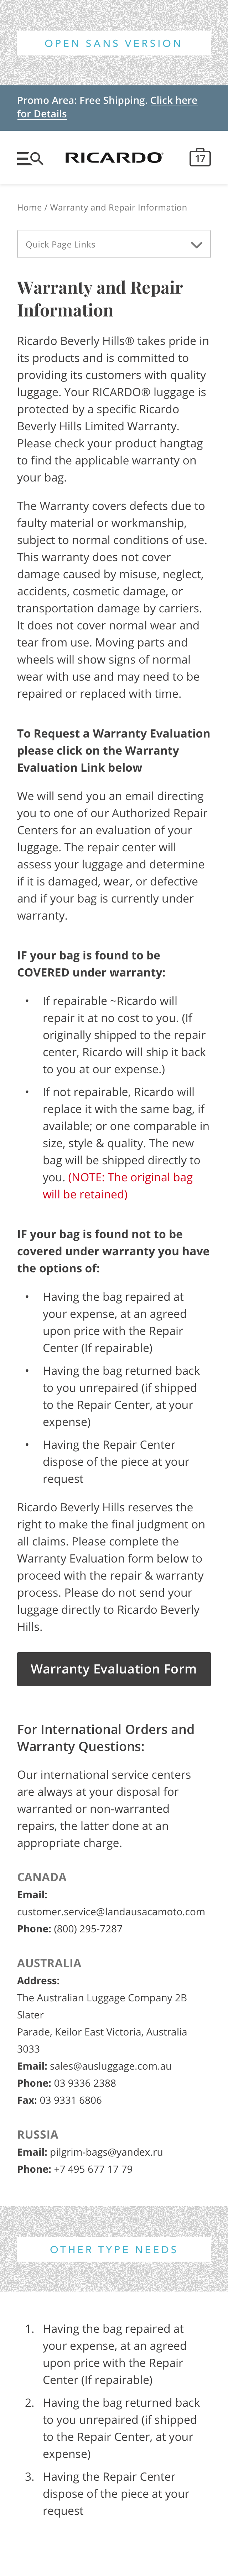 OPEN SANS VERSION
Promo Area: Free Shipping. Click here
for Details
RICARDO
17
Home / Warranty and Repair Information
Quick Page Links
Warranty and Repair
Information
Ricardo Beverly Hills® takes pride in
its products and is committed to
providing its customers with quality
luggage. Your RICARDO® luggage is
protected by a specific Ricardo
Beverly Hills Limited Warranty.
Please check your product hangtag
to find the applicable warranty on
your bag.
The Warranty covers defects due to
faulty material or workmanship,
subject to normal conditions of use.
This warranty does not cover
damage caused by misuse, neglect,
accidents, cosmetic damage, or
transportation damage by carriers.
It does not cover normal wear and
tear from use. Moving parts and
wheels will show signs of normal
wear with use and may need to be
repaired or replaced with time.
To Request a Warranty Evaluation
please click on the Warranty
Evaluation Link below
We will send you an email directing
you to one of our Authorized Repair
Centers for an evaluation of your
luggage. The repair center will
assess your luggage and determine
if it is damaged, wear, or defective
and if your bag is currently under
warranty.
IF your bag is found to be
COVERED under warranty:
• If repairable ~Ricardo will
repair it at no cost to you. (If
originally shipped to the repair
center, Ricardo will ship it back
to you at our expense.)
• If not repairable, Ricardo will
replace it with the same bag, if
available; or one comparable in
size, style & quality. The new
bag will be shipped directly to
you. (NOTE: The original bag
will be retained)
IF your bag is found not to be
covered under warranty you have
the options of:
• Having the bag repaired at
your expense, at an agreed
upon price with the Repair
Center (If repairable)
• Having the bag returned back
to you unrepaired (if shipped
to the Repair Center, at your
expense)
• Having the Repair Center
dispose of the piece at your
request
Ricardo Beverly Hills reserves the
right to make the final judgment on
all claims. Please complete the
Warranty Evaluation form below to
proceed with the repair & warranty
process. Please do not send your
luggage directly to Ricardo Beverly
Hills.
Warranty Evaluation Form
For International Orders and
Warranty Questions:
Our international service centers
are always at your disposal for
warranted or non-warranted
repairs, the latter done at an
appropriate charge.
CANADA
Email:
customer.service@landausacamoto.com
Phone: (800) 295-7287
AUSTRALIA
Address:
The Australian Luggage Company 2B
Slater
Parade, Keilor East Victoria, Australia
3033
Email: sales@ausluggage.com.au
Phone: 03 9336 2388
Fax: 03 9331 6806
RUSSIA
Email: pilgrim-bags@yandex.ru
Phone: +7 495 677 17 79
OTHER TYPE NEEDS
1. Having the bag repaired at
your expense, at an agreed
upon price with the Repair
Center (If repairable)
2. Having the bag returned back
to you unrepaired (if shipped
to the Repair Center, at your
expense)
3. Having the Repair Center
dispose of the piece at your
request